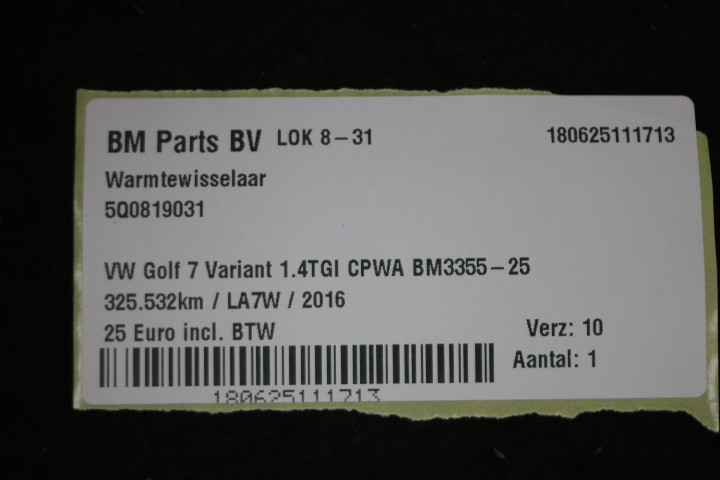 BM Parts BV LOK 8-31 180625111713
Warmtewisselaar
5Q0819031
VW Golf 7 Variant 1.4TGI CPWA BM3355-25
325.532km / LA7W / 2016
25 Euro incl. BTW Verz: 10
Aantal: 1
180625111713